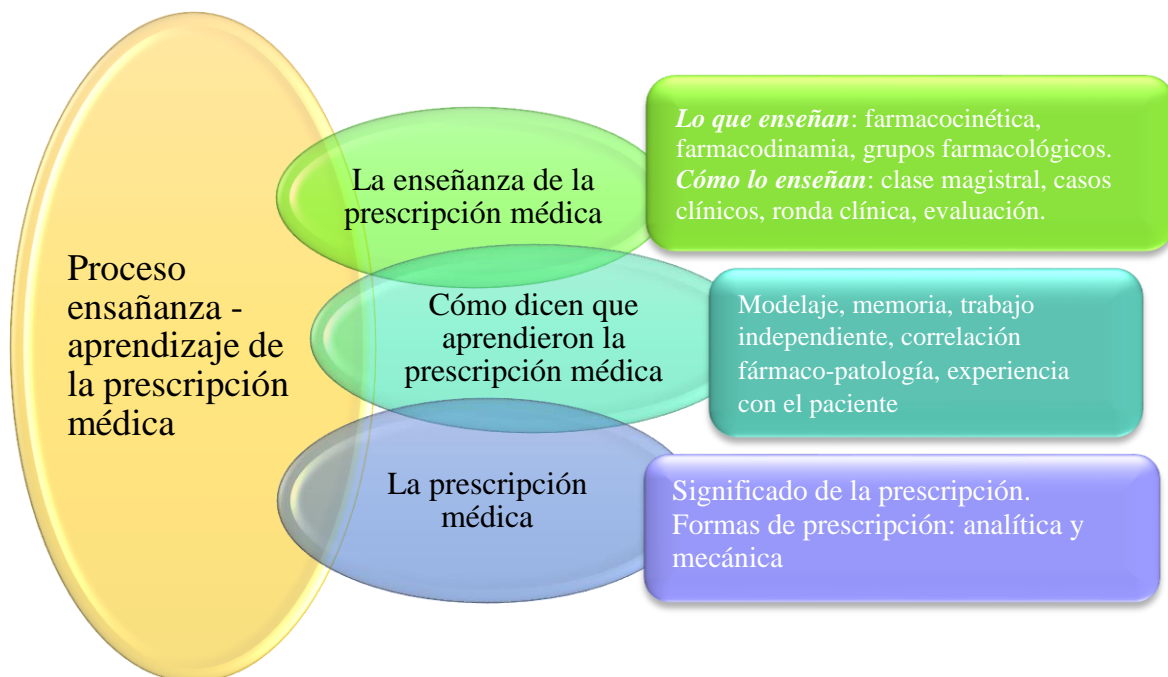 Proceso
ensañanza -
aprendizaje de
la prescripción
médica
La enseñanza de la
prescripción médica
Lo que enseñan: farmacocinética,
farmacodinamia, grupos farmacológicos.
Cómo lo enseñan: clase magistral, casos
clínicos, ronda clínica, evaluación.
Cómo dicen que
aprendieron la
prescripción médica
Modelaje, memoria, trabajo
independiente, correlación
fármaco-patología, experiencia
con el paciente
La prescripción
médica
Significado de la prescripción.
Formas de prescripción: analítica y
mecánica